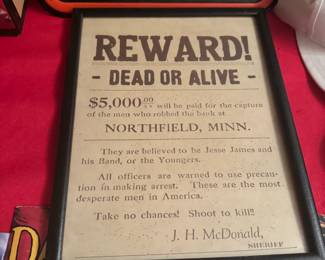 REWARD!
- DEAD OR ALIVE -
$5,000.00 will be paid for the capture
of the men who robbed the bank at
NORTHFIELD, MINN.
They are believed to be Jesse James and
his Band, or the Youngers.
All officers are warned to use precau-
tion in making arrest. These are the most
desperate men in America.
Take no chances! Shoot to kill!!
J. H. McDonald,
SHERIFF